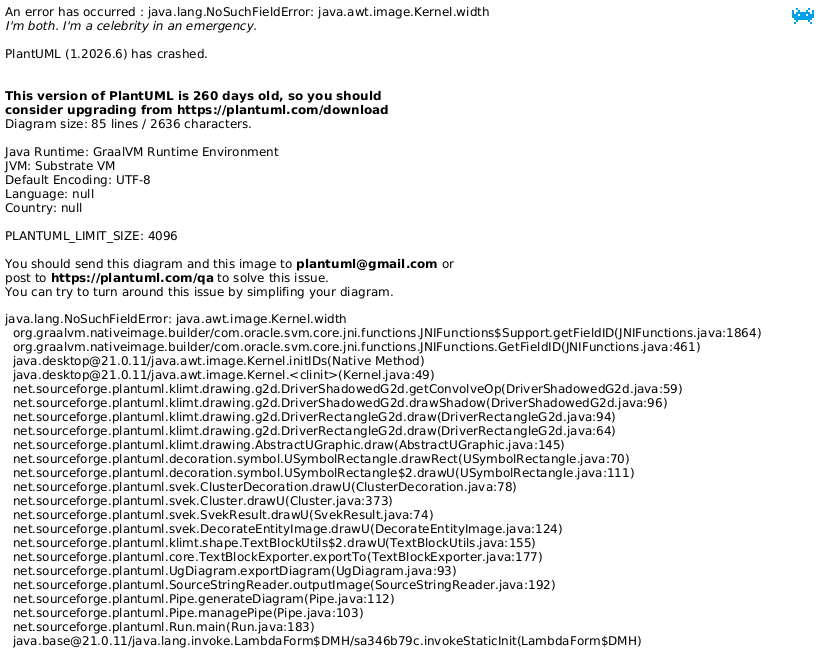 An error has occurred : java.lang.NoSuchFieldError: java.awt.image.Kernel.width
I'm both. I'm a celebrity in an emergency.
PlantUML (1.2026.6) has crashed.
This version of PlantUML is 260 days old, so you should
consider upgrading from https://plantuml.com/download
Diagram size: 85 lines / 2636 characters.
Java Runtime: GraalVM Runtime Environment
JVM: Substrate VM
Default Encoding: UTF-8
Language: null
Country: null
PLANTUML_LIMIT_SIZE: 4096
You should send this diagram and this image to plantuml@gmail.com or
post to https://plantuml.com/qa to solve this issue.
You can try to turn around this issue by simplifing your diagram.
java.lang.NoSuchFieldError: java.awt.image.Kernel.width
org.graalvm.nativeimage.builder/com.oracle.svm.core.jni.functions.JNIFunctions$Support.getFieldID(JNIFunctions.java:1864)
org.graalvm.nativeimage.builder/com.oracle.svm.core.jni.functions.JNIFunctions.GetFieldID(JNIFunctions.java:461)
java.desktop@21.0.11/java.awt.image.Kernel.initIDs(Native Method)
java.desktop@21.0.11/java.awt.image.Kernel.<clinit>(Kernel.java:49)
net.sourceforge.plantuml.klimt.drawing.g2d.DriverShadowedG2d.getConvolveOp(DriverShadowedG2d.java:59)
net.sourceforge.plantuml.klimt.drawing.g2d.DriverShadowedG2d.drawShadow(DriverShadowedG2d.java:96)
net.sourceforge.plantuml.klimt.drawing.g2d.DriverRectangleG2d.draw(DriverRectangleG2d.java:94)
net.sourceforge.plantuml.klimt.drawing.g2d.DriverRectangleG2d.draw(DriverRectangleG2d.java:64)
net.sourceforge.plantuml.klimt.drawing.AbstractUGraphic.draw(AbstractUGraphic.java:145)
net.sourceforge.plantuml.decoration.symbol.USymbolRectangle.drawRect(USymbolRectangle.java:70)
net.sourceforge.plantuml.decoration.symbol.USymbolRectangle$2.drawU(USymbolRectangle.java:111)
net.sourceforge.plantuml.svek.ClusterDecoration.drawU(ClusterDecoration.java:78)
net.sourceforge.plantuml.svek.Cluster.drawU(Cluster.java:373)
net.sourceforge.plantuml.svek.SvekResult.drawU(SvekResult.java:74)
net.sourceforge.plantuml.svek.DecorateEntityImage.drawU(DecorateEntityImage.java:124)
net.sourceforge.plantuml.klimt.shape.TextBlockUtils$2.drawU(TextBlockUtils.java:155)
net.sourceforge.plantuml.core.TextBlockExporter.exportTo(TextBlockExporter.java:177)
net.sourceforge.plantuml.UgDiagram.exportDiagram(UgDiagram.java:93)
net.sourceforge.plantuml.SourceStringReader.outputImage(SourceStringReader.java:192)
net.sourceforge.plantuml.Pipe.generateDiagram(Pipe.java:112)
net.sourceforge.plantuml.Pipe.managePipe(Pipe.java:103)
net.sourceforge.plantuml.Run.main(Run.java:183)
java.base@21.0.11/java.lang.invoke.LambdaForm$DMH/sa346b79c.invokeStaticInit(LambdaForm$DMH)